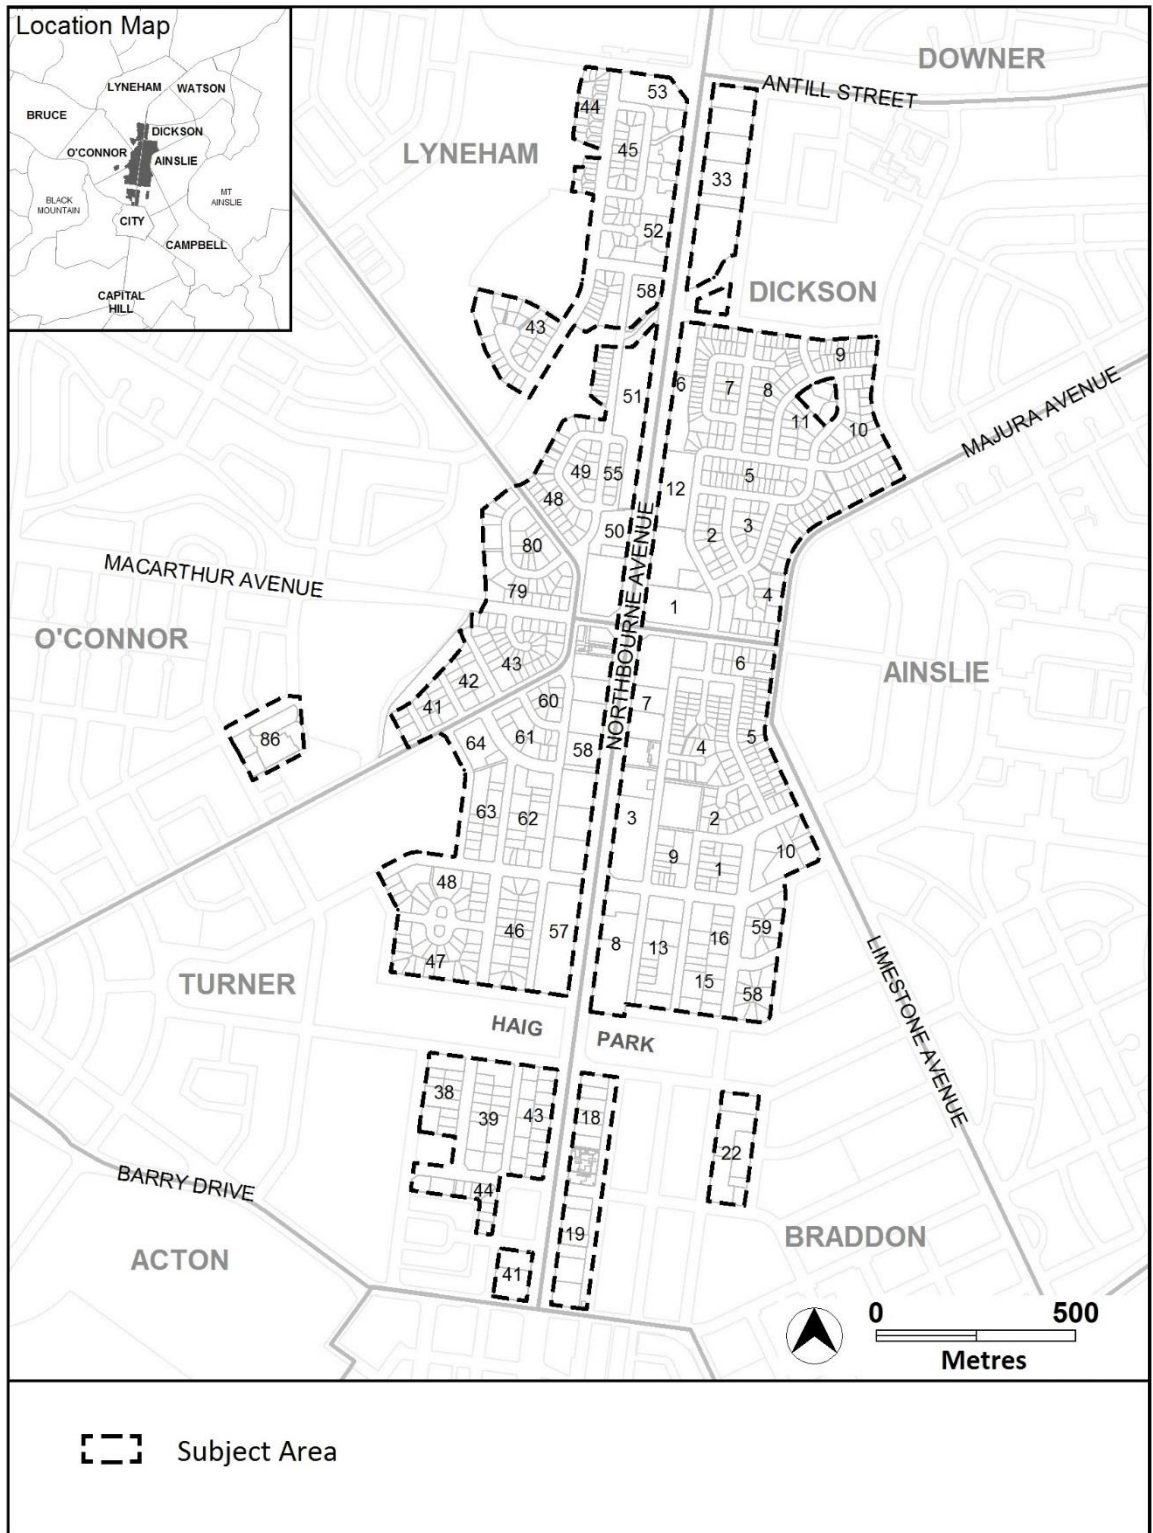 Location Map
LYNEHAM
WATSON
BRUCE
DICKSON
O'CONNOR
AINSLIE
BLACK
MOUNTAIN
MT
AINSLIE
CITY
CAMPBELL
CAPITAL
HILL
DOWNER
ANTILL STREET
53
44
45
LYNEHAM
33
52
58
DICKSON
43
9
6
7
8
51
11
10
MAJURA AVENUE
49
55
12
5
48
50
2
3
80
MACARTHUR AVENUE
79
1
4
O'CONNOR
NORTHBOURNE AVENUE
43
6
AINSLIE
42
41
60
7
86
64
61
58
4
5
63
62
3
2
9
1
10
48
46
57
8
13
16
59
47
15
58
LIMESTONE AVENUE
TURNER
HAIG
PARK
38
39
43
18
22
BARRY DRIVE
44
19
BRADDON
ACTON
41
0
500
Metres
Subject Area